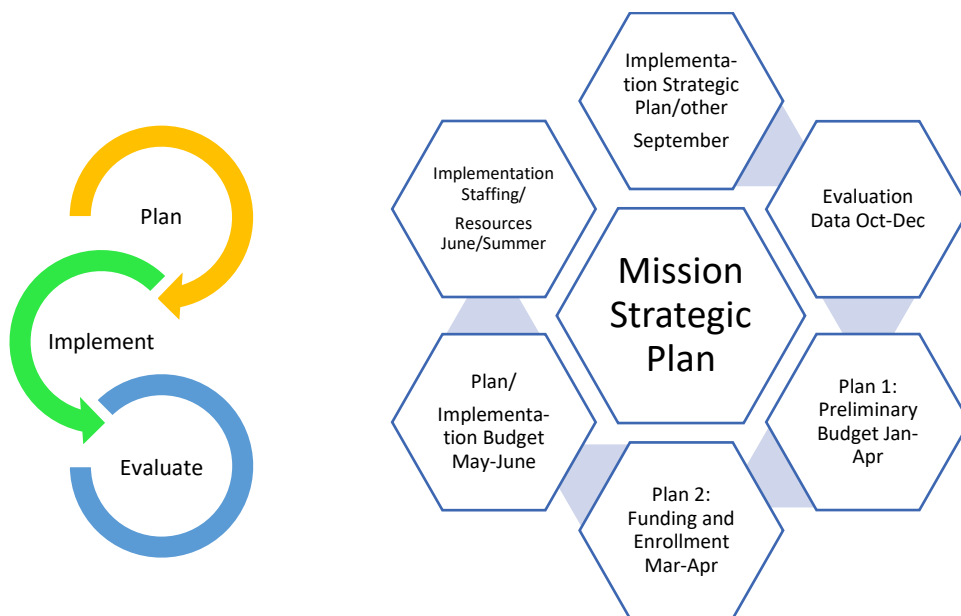 Plan
Implement
Evaluate
Implementa-
tion Strategic
Plan/other
September
Evaluation
Data Oct-Dec
Plan 1:
Preliminary
Budget Jan-
Apr
Plan 2:
Funding and
Enrollment
Mar-Apr
Plan/
Implementa-
tion Budget
May-June
Implementation
Staffing/
Resources
June/Summer
Mission
Strategic
Plan